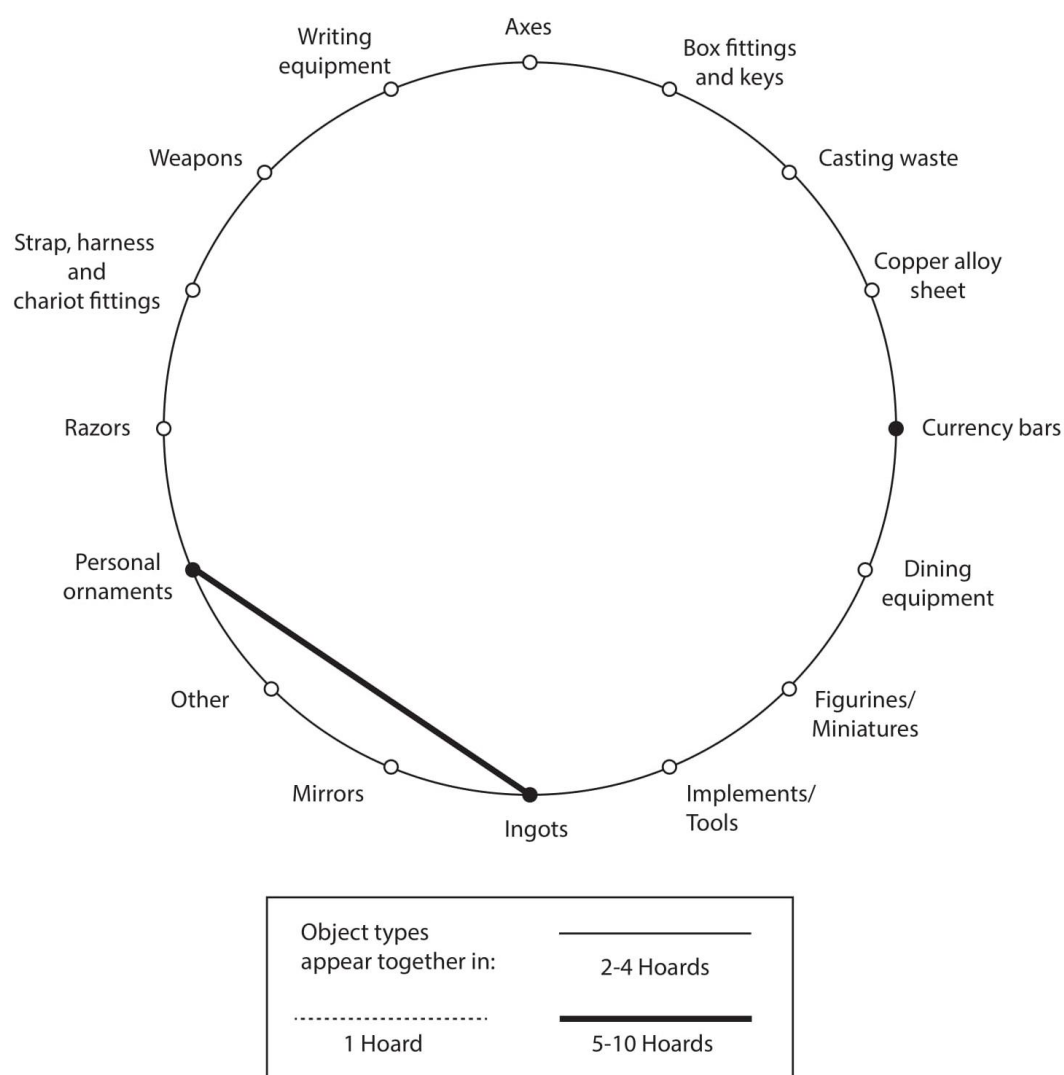 Axes
Box fittings
and keys
Casting waste
Copper alloy
sheet
Currency bars
Dining
equipment
Figurines/
Miniatures
Implements/
Tools
Ingots
Mirrors
Other
Personal
ornaments
Razors
Strap, harness
and
chariot fittings
Weapons
Writing
equipment
Object types
appear together in:
2-4 Hoards
1 Hoard
5-10 Hoards